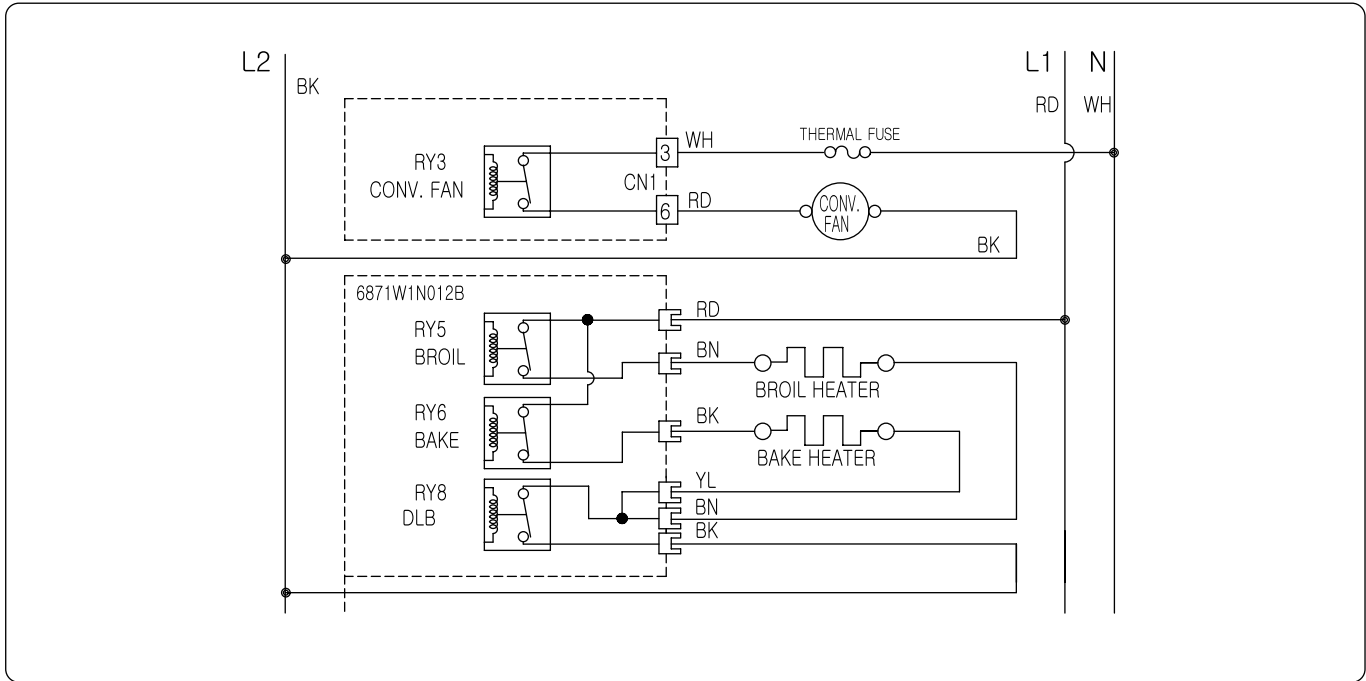 L2
L1 N
BK
RD WH
THERMAL FUSE
3 WH
RY3
CONV. FAN
CN1
6 RD
CONV.
FAN
BK
6871W1N012B
RD
RY5
BROIL
BN
BROIL HEATER
RY6
BAKE
BK
BAKE HEATER
YL
RY8
DLB
BN
BK